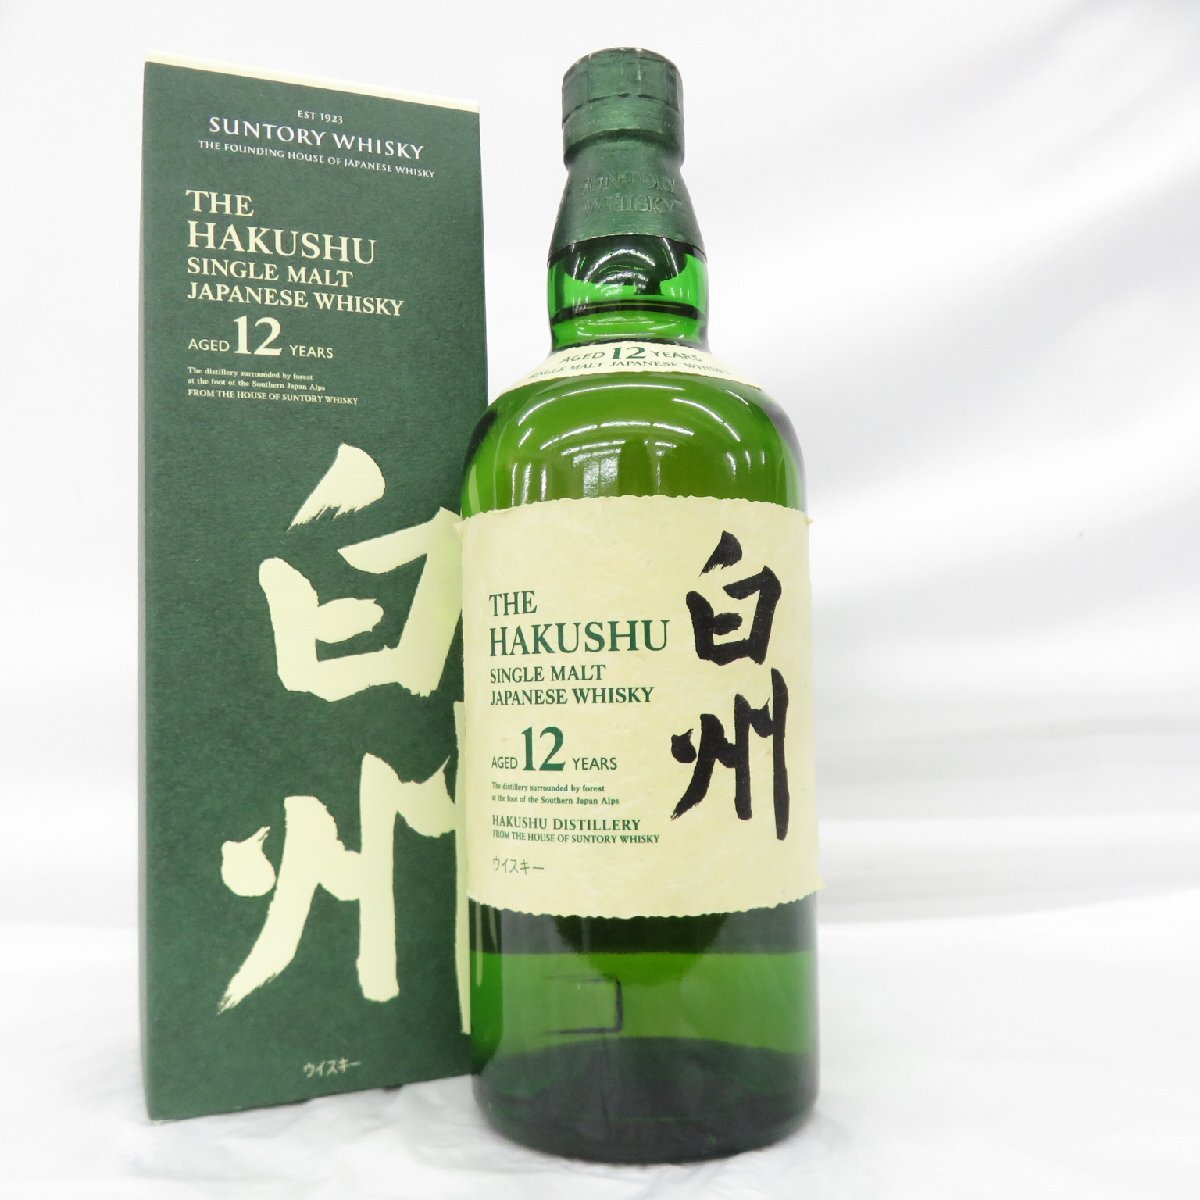 EST 1923
SUNTORY WHISKY
THE FOUNDING HOUSE OF JAPANESE WHISKY
THE
HAKUSHU
SINGLE MALT
JAPANESE WHISKY
AGED 12 YEARS
The distillery surrounded by forest
at the foot of the Southern Japan Alps
FROM THE HOUSE OF SUNTORY WHISKY
白州
ウイスキー
SUNTORY
WHISKY
AGED 12 YEARS
SINGLE MALT JAPANESE WHISKY
THE
HAKUSHU
SINGLE MALT
JAPANESE WHISKY
AGED 12 YEARS
The distillery surrounded by forest
at the foot of the Southern Japan Alps
HAKUSHU DISTILLERY
FROM THE HOUSE OF SUNTORY WHISKY
ウイスキー
白州